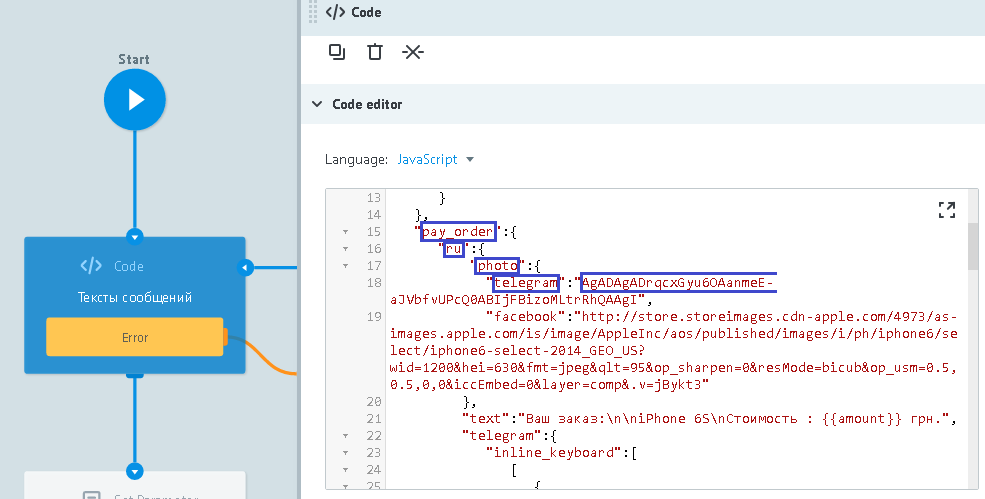 Start
Code
Тексты сообщений
Error
Set Parameter
</> Code
Code editor
Language: JavaScript
13 }
14 },
15 "pay_order":{
16 "ru":{
17 "photo":{
18 "telegram":"AgADAgADrqcxGyu6OAanmeE-
aJVbfvUPcQ0ABIjFBizoMLtrRhQAAgI",
19 "facebook":"http://store.storeimages.cdn-apple.com/4973/as-
images.apple.com/is/image/AppleInc/aos/published/images/i/ph/iphone6/se
lect/iphone6-select-2014_GEO_US?
wid=1200&hei=630&fmt=jpeg&qlt=95&op_sharpen=0&resMode=bicub&op_usm=0.5,
0.5,0,0&iccEmbed=0&layer=comp&.v=jBykt3"
20 },
21 "text":"Ваш заказ:\n\niPhone 6S\nСтоимость : {{amount}} грн.",
22 "telegram":{
23 "inline_keyboard":[
24 [
25 {